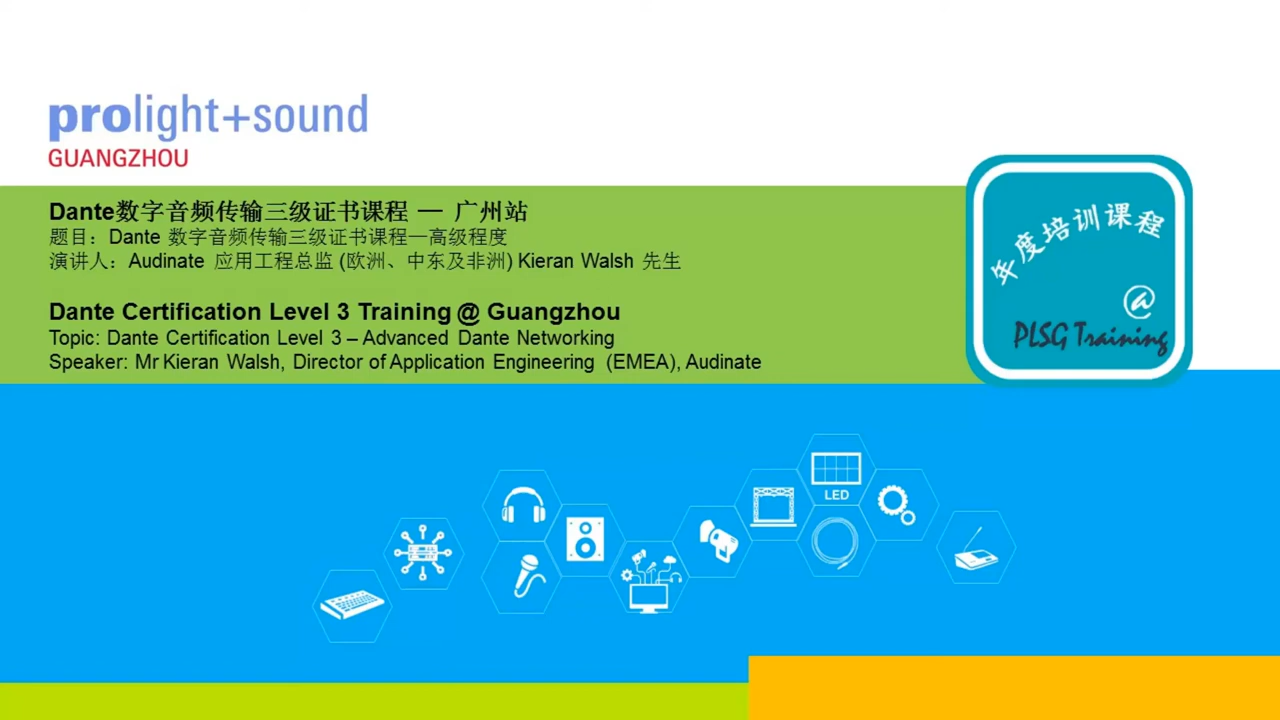 prolight+sound
GUANGZHOU
Dante数字音频传输三级证书课程 — 广州站
题目：Dante 数字音频传输三级证书课程—高级程度
演讲人：Audinate 应用工程总监 (欧洲、中东及非洲) Kieran Walsh 先生
Dante Certification Level 3 Training @ Guangzhou
Topic: Dante Certification Level 3 – Advanced Dante Networking
Speaker: Mr Kieran Walsh, Director of Application Engineering (EMEA), Audinate
年度培训课程
@
PLSG Training
LED